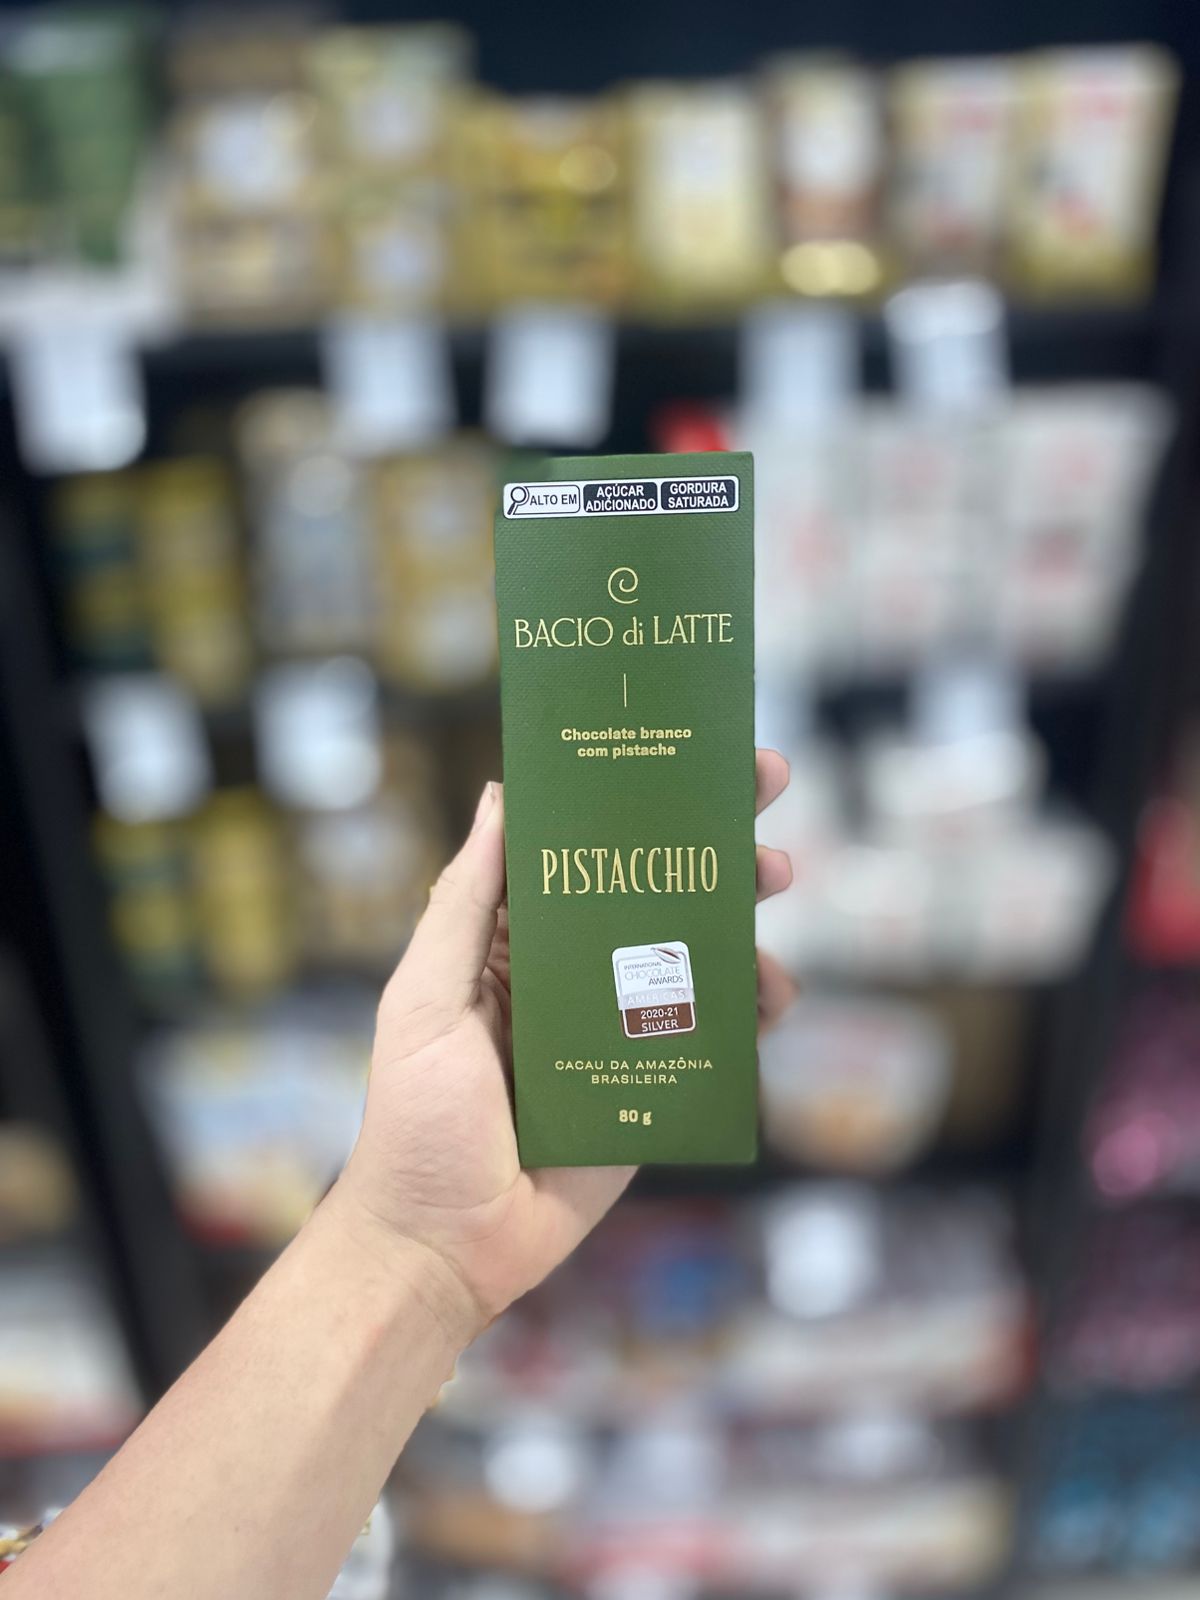 ALTO EM
AÇÚCAR
ADICIONADO
GORDURA
SATURADA
BACIO di LATTE
Chocolate branco
com pistache
PISTACCHIO
INTERNATIONAL
CHOCOLATE
AWARDS
AMERICAS
2020-21
SILVER
CACAU DA AMAZÔNIA
BRASILEIRA
80 g